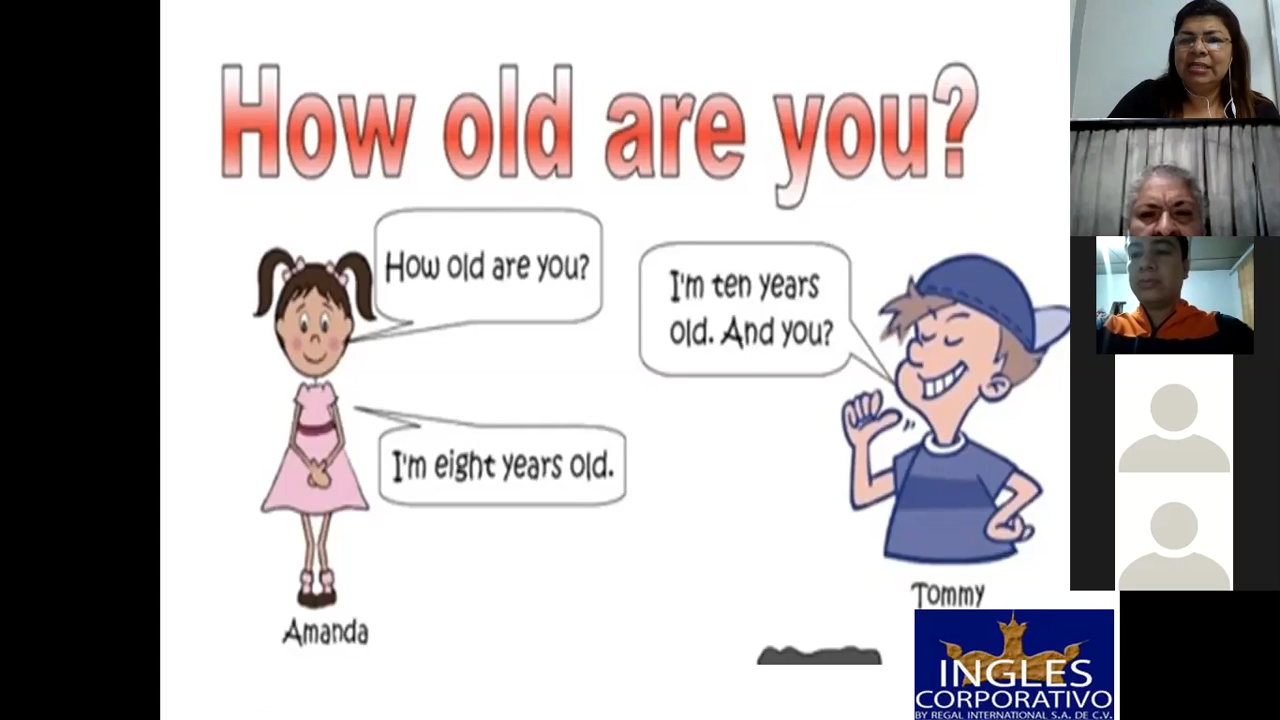 How old are you?
How old are you?
I'm ten years
old. And you?
I'm eight years old.
Tommy
Amanda
INGLES
CORPORATIVO
BY REGAL INTERNATIONAL S.A. DE C.V.